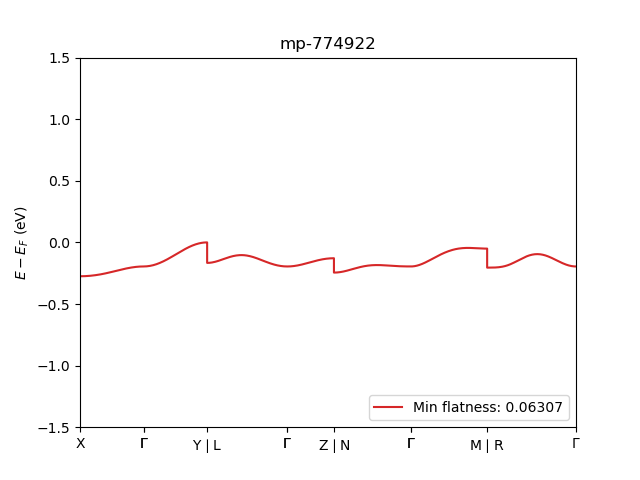 mp-774922
1.5
1.0
0.5
0.0
−0.5
−1.0
−1.5
E − E_F (eV)
Min flatness: 0.06307
X Γ Y | L Γ Z | N Γ M | R Γ